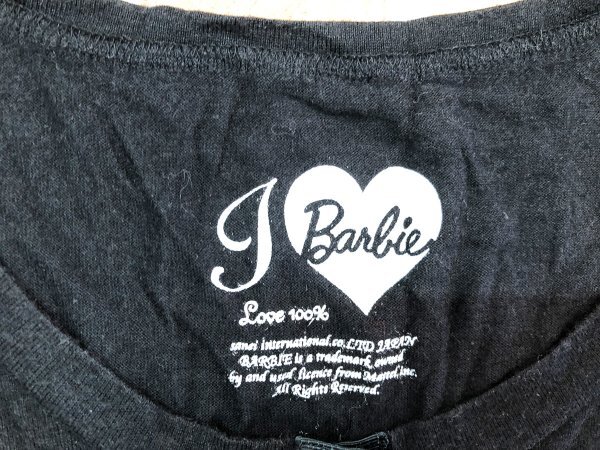 I Barbie
Love 100%
sanei international.co.LTD JAPAN
BARBIE is a trademark owned
by and used licence from Mattel.inc.
All Rights Reserved.